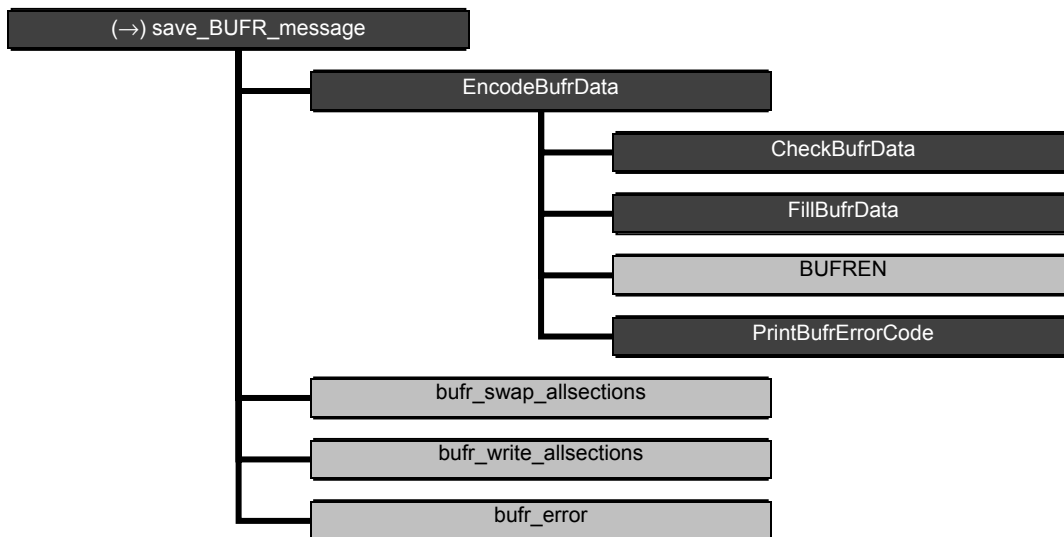 (→) save_BUFR_message
EncodeBufrData
CheckBufrData
FillBufrData
BUFREN
PrintBufrErrorCode
bufr_swap_allsections
bufr_write_allsections
bufr_error